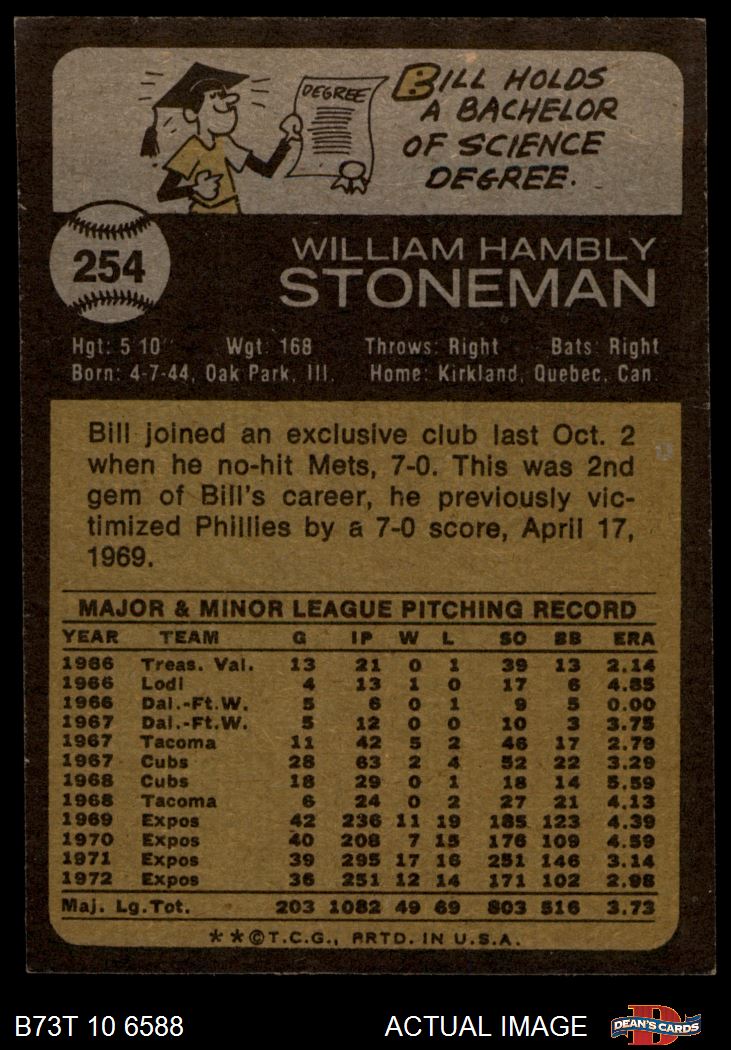 DEGREE
BILL HOLDS
A BACHELOR
OF SCIENCE
DEGREE.
254
WILLIAM HAMBLY
STONEMAN
Hgt: 5'10" Wgt: 168 Throws: Right Bats: Right
Born: 4-7-44, Oak Park, Ill. Home: Kirkland, Quebec, Can.
Bill joined an exclusive club last Oct. 2
when he no-hit Mets, 7-0. This was 2nd
gem of Bill's career, he previously vic-
timized Phillies by a 7-0 score, April 17,
1969.
MAJOR & MINOR LEAGUE PITCHING RECORD
YEAR TEAM G IP W L SO BB ERA
1966 Treas. Val. 13 21 0 1 39 13 2.14
1966 Lodi 4 13 1 0 17 6 4.85
1966 Dal.-Ft.W. 5 6 0 1 9 5 0.00
1967 Dal.-Ft.W. 5 12 0 0 10 3 3.75
1967 Tacoma 11 42 5 2 46 17 2.79
1967 Cubs 28 63 2 4 52 22 3.29
1968 Cubs 18 29 0 1 18 14 5.59
1968 Tacoma 6 24 0 2 27 21 4.13
1969 Expos 42 236 11 19 185 123 4.39
1970 Expos 40 208 7 15 176 109 4.59
1971 Expos 39 295 17 16 251 146 3.14
1972 Expos 36 251 12 14 171 102 2.98
Maj. Lg.Tot. 203 1082 49 69 803 516 3.73
**©T.C.G., PRTD. IN U.S.A.
B73T 10 6588 ACTUAL IMAGE
DEAN'S CARDS